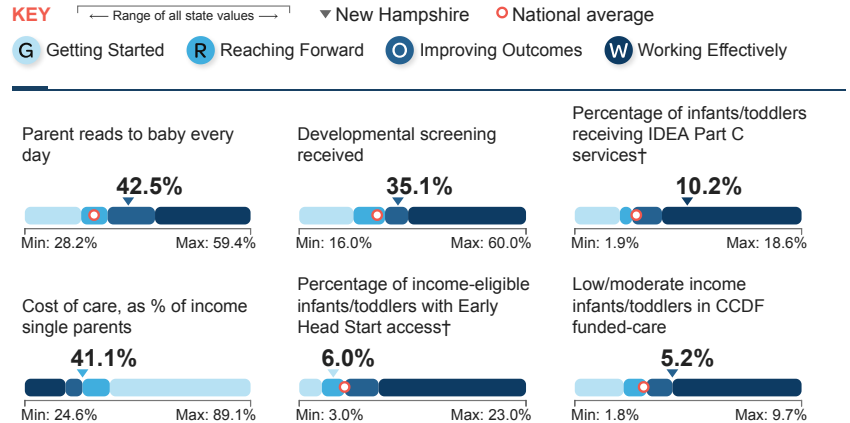 KEY
Range of all state values
New Hampshire
National average
G Getting Started
R Reaching Forward
O Improving Outcomes
W Working Effectively
Parent reads to baby every
day
42.5%
Min: 28.2%
Max: 59.4%
Developmental screening
received
35.1%
Min: 16.0%
Max: 60.0%
Percentage of infants/toddlers
receiving IDEA Part C
services†
10.2%
Min: 1.9%
Max: 18.6%
Cost of care, as % of income
single parents
41.1%
Min: 24.6%
Max: 89.1%
Percentage of income-eligible
infants/toddlers with Early
Head Start access†
6.0%
Min: 3.0%
Max: 23.0%
Low/moderate income
infants/toddlers in CCDF
funded-care
5.2%
Min: 1.8%
Max: 9.7%